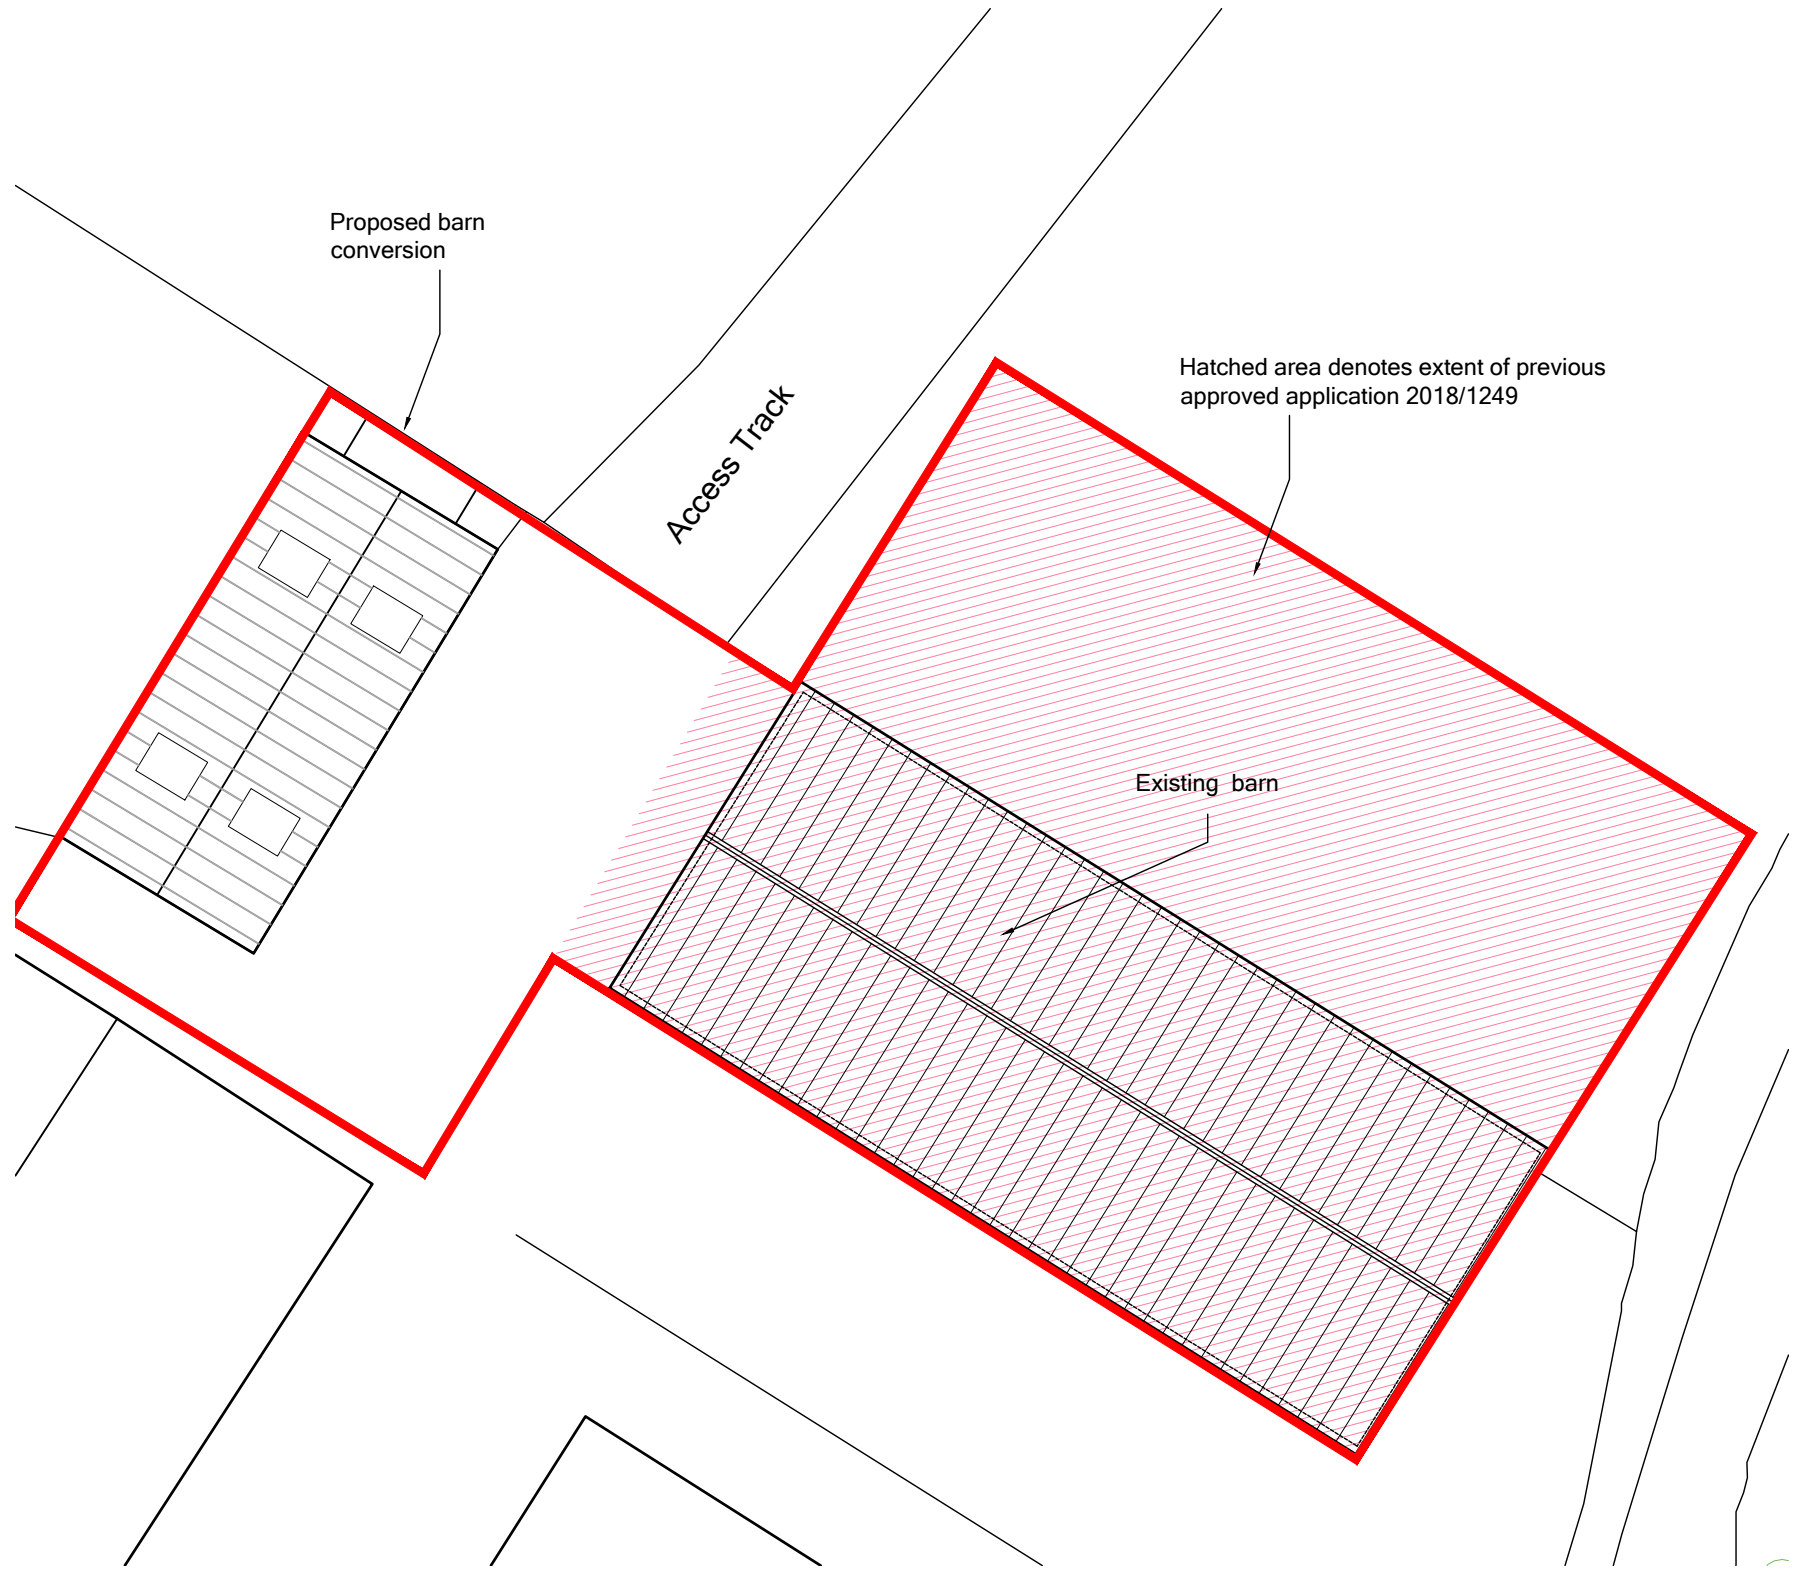 Proposed barn
conversion
Hatched area denotes extent of previous
approved application 2018/1249
Access Track
Existing barn